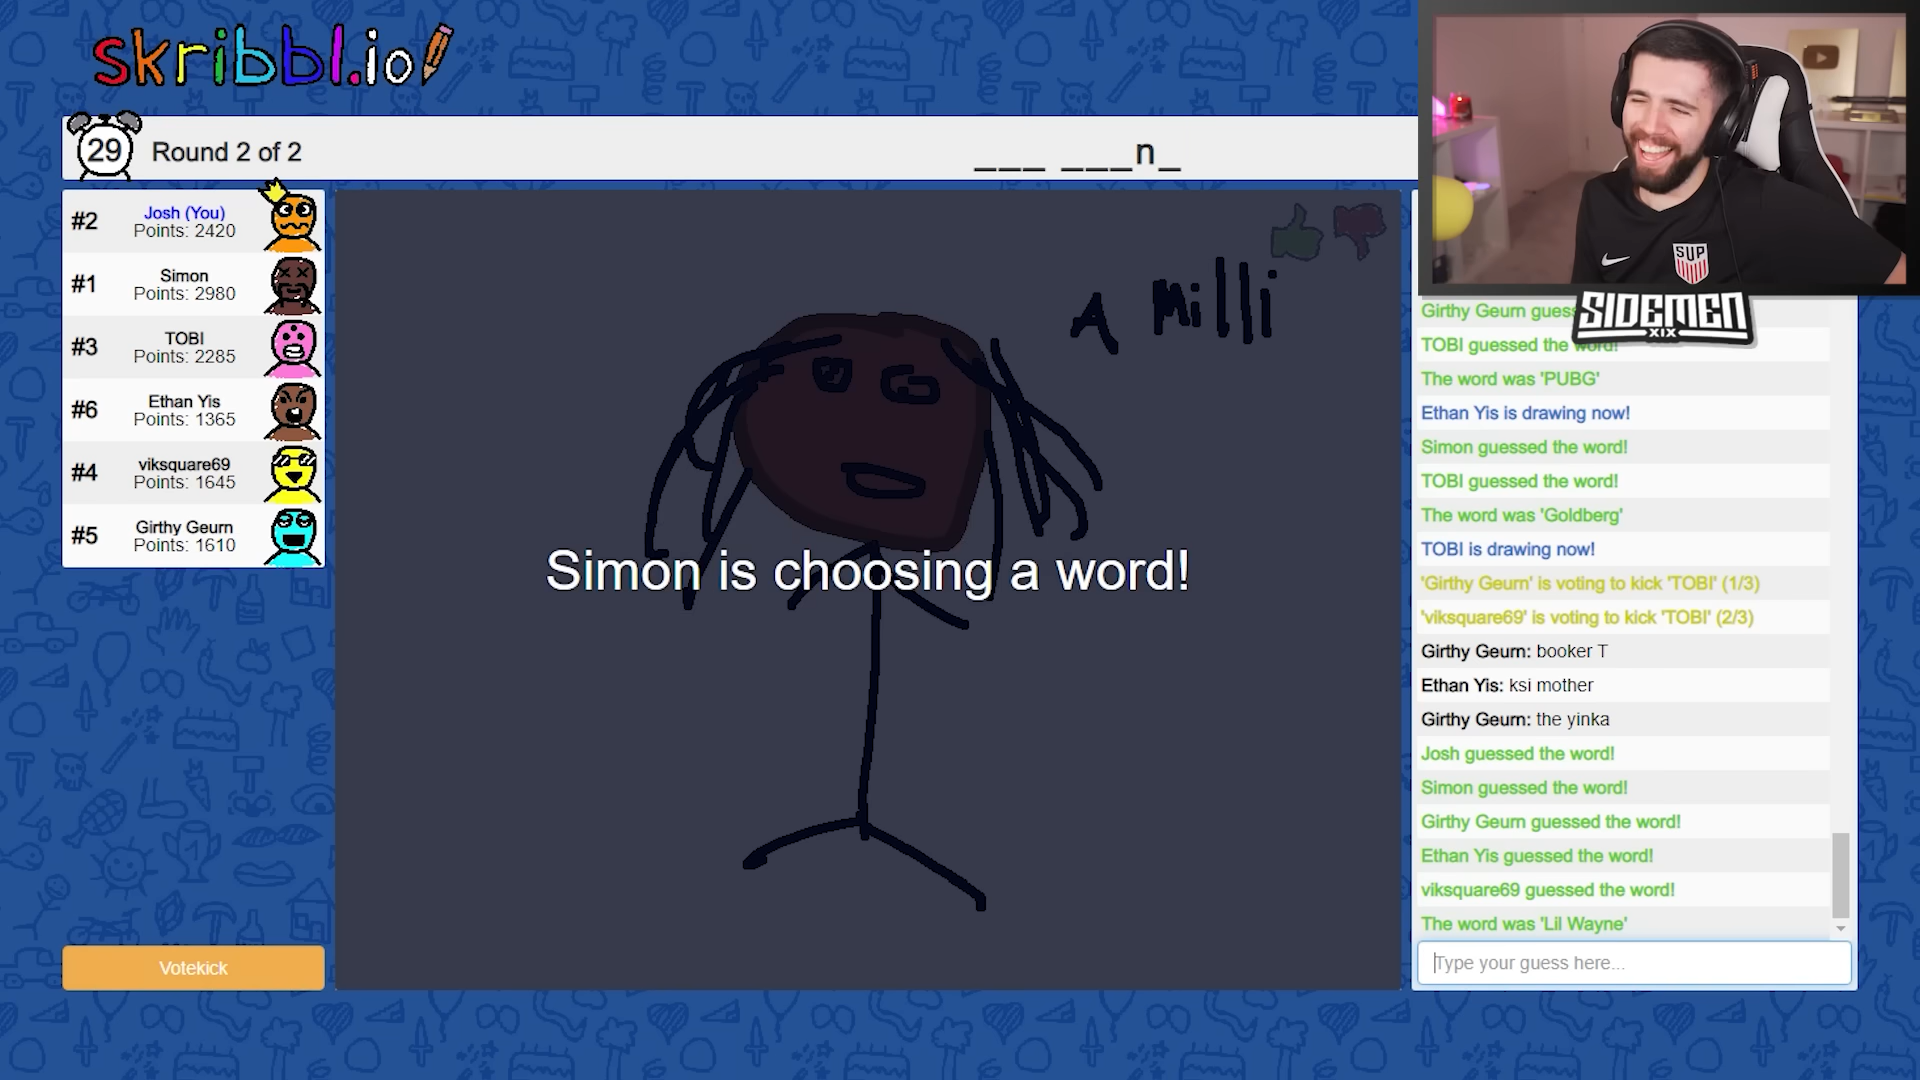 skribbl.io
29
Round 2 of 2
___ ___n_
#2
Josh (You)
Points: 2420
#1
Simon
Points: 2980
#3
TOBI
Points: 2285
#6
Ethan Yis
Points: 1365
#4
viksquare69
Points: 1645
#5
Girthy Geurn
Points: 1610
Votekick
A Milli
Simon is choosing a word!
SUP
SIDEMEN
XIX
Girthy Geurn gues
TOBI guessed the word!
The word was 'PUBG'
Ethan Yis is drawing now!
Simon guessed the word!
TOBI guessed the word!
The word was 'Goldberg'
TOBI is drawing now!
'Girthy Geurn' is voting to kick 'TOBI' (1/3)
'viksquare69' is voting to kick 'TOBI' (2/3)
Girthy Geurn: booker T
Ethan Yis: ksi mother
Girthy Geurn: the yinka
Josh guessed the word!
Simon guessed the word!
Girthy Geurn guessed the word!
Ethan Yis guessed the word!
viksquare69 guessed the word!
The word was 'Lil Wayne'
Type your guess here...